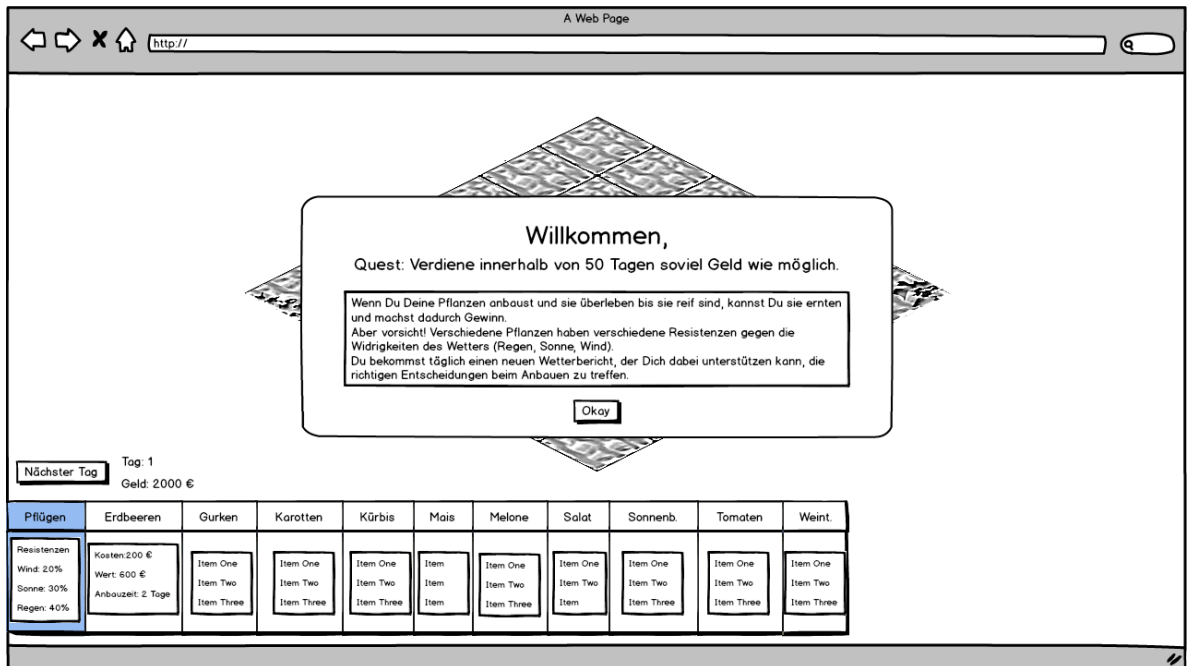 A Web Page
http://
Willkommen,
Quest: Verdiene innerhalb von 50 Tagen soviel Geld wie möglich.
Wenn Du Deine Pflanzen anbaust und sie überleben bis sie reif sind, kannst Du sie ernten
und machst dadurch Gewinn.
Aber vorsicht! Verschiedene Pflanzen haben verschiedene Resistenzen gegen die
Widrigkeiten des Wetters (Regen, Sonne, Wind).
Du bekommst täglich einen neuen Wetterbericht, der Dich dabei unterstützen kann, die
richtigen Entscheidungen beim Anbauen zu treffen.
Okay
Nächster Tag
Tag: 1
Geld: 2000 €
Pflügen Erdbeeren Gurken Karotten Kürbis Mais Melone Salat Sonnenb. Tomaten Weint.
Resistenzen
Wind: 20%
Sonne: 30%
Regen: 40%
Kosten:200 €
Wert: 600 €
Anbauzeit: 2 Tage
Item One
Item Two
Item Three
Item One
Item Two
Item Three
Item One
Item Two
Item Three
Item
Item
Item
Item One
Item Two
Item Three
Item One
Item Two
Item
Item One
Item Two
Item Three
Item One
Item Two
Item Three
Item One
Item Two
Item Three